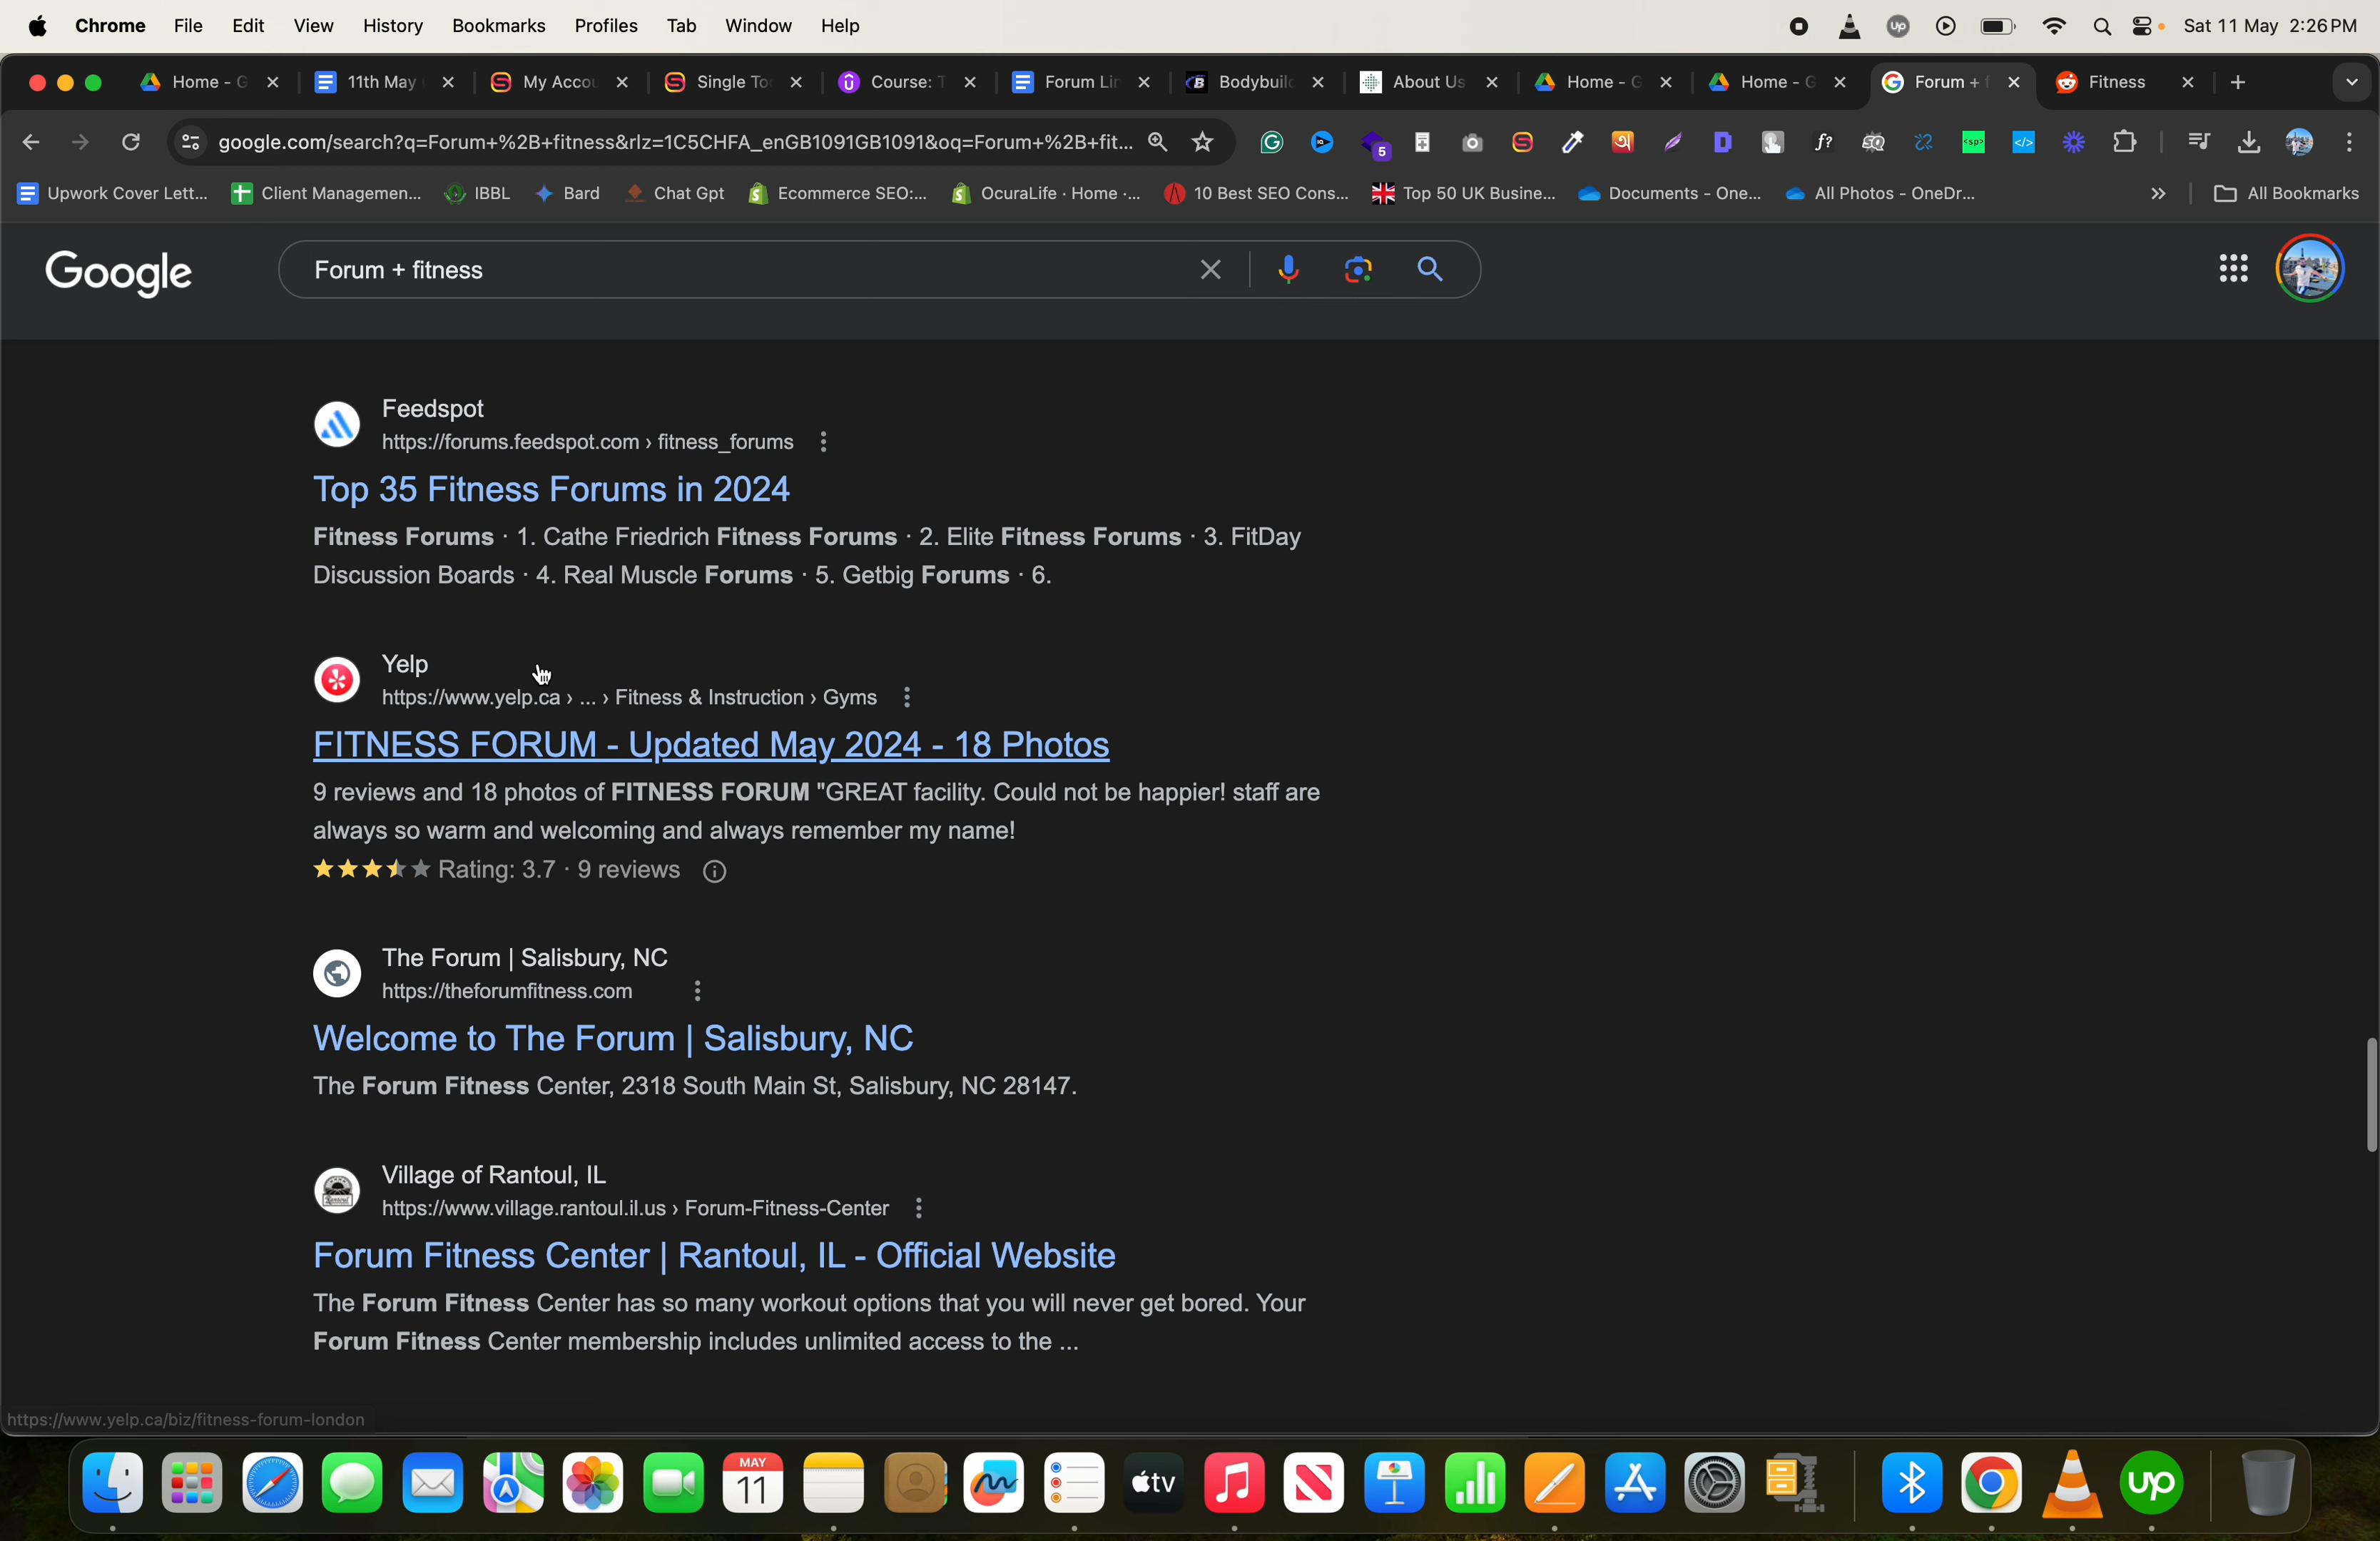 Chrome File Edit View History Bookmarks Profiles Tab Window Help Sat 11 May 2:26 PM
Home - G 11th May My Accou Single To Course: T Forum Lin Bodybuil About Us Home - G Home - G Forum + f Fitness
google.com/search?q=Forum+%2B+fitness&rlz=1C5CHFA_enGB1091GB1091&oq=Forum+%2B+fit...
Upwork Cover Lett... Client Managemen... IBBL Bard Chat Gpt Ecommerce SEO:... OcuraLife · Home ·... 10 Best SEO Cons... Top 50 UK Busine... Documents - One... All Photos - OneDr... » All Bookmarks
Google Forum + fitness
Feedspot
https://forums.feedspot.com › fitness_forums
Top 35 Fitness Forums in 2024
Fitness Forums · 1. Cathe Friedrich Fitness Forums · 2. Elite Fitness Forums · 3. FitDay
Discussion Boards · 4. Real Muscle Forums · 5. Getbig Forums · 6.
Yelp
https://www.yelp.ca › ... › Fitness & Instruction › Gyms
FITNESS FORUM - Updated May 2024 - 18 Photos
9 reviews and 18 photos of FITNESS FORUM "GREAT facility. Could not be happier! staff are
always so warm and welcoming and always remember my name!
Rating: 3.7 · 9 reviews
The Forum | Salisbury, NC
https://theforumfitness.com
Welcome to The Forum | Salisbury, NC
The Forum Fitness Center, 2318 South Main St, Salisbury, NC 28147.
Village of Rantoul, IL
https://www.village.rantoul.il.us › Forum-Fitness-Center
Forum Fitness Center | Rantoul, IL - Official Website
The Forum Fitness Center has so many workout options that you will never get bored. Your
Forum Fitness Center membership includes unlimited access to the ...
https://www.yelp.ca/biz/fitness-forum-london
MAY
11
tv
up